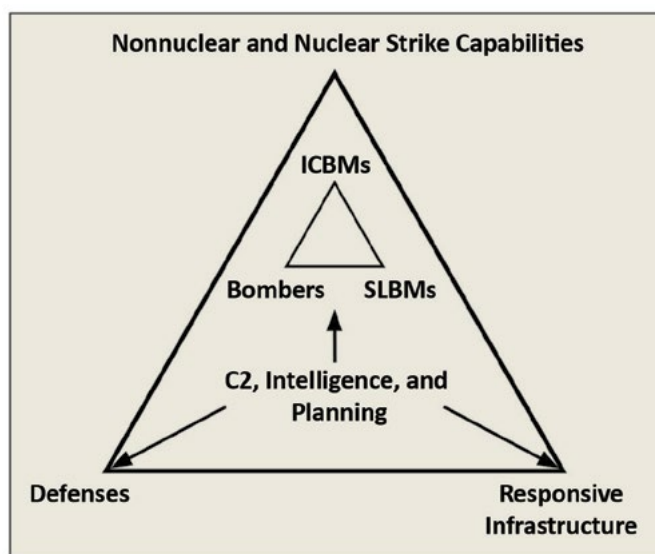 Nonnuclear and Nuclear Strike Capabilities
ICBMs
Bombers SLBMs
C2, Intelligence, and
Planning
Defenses
Responsive
Infrastructure